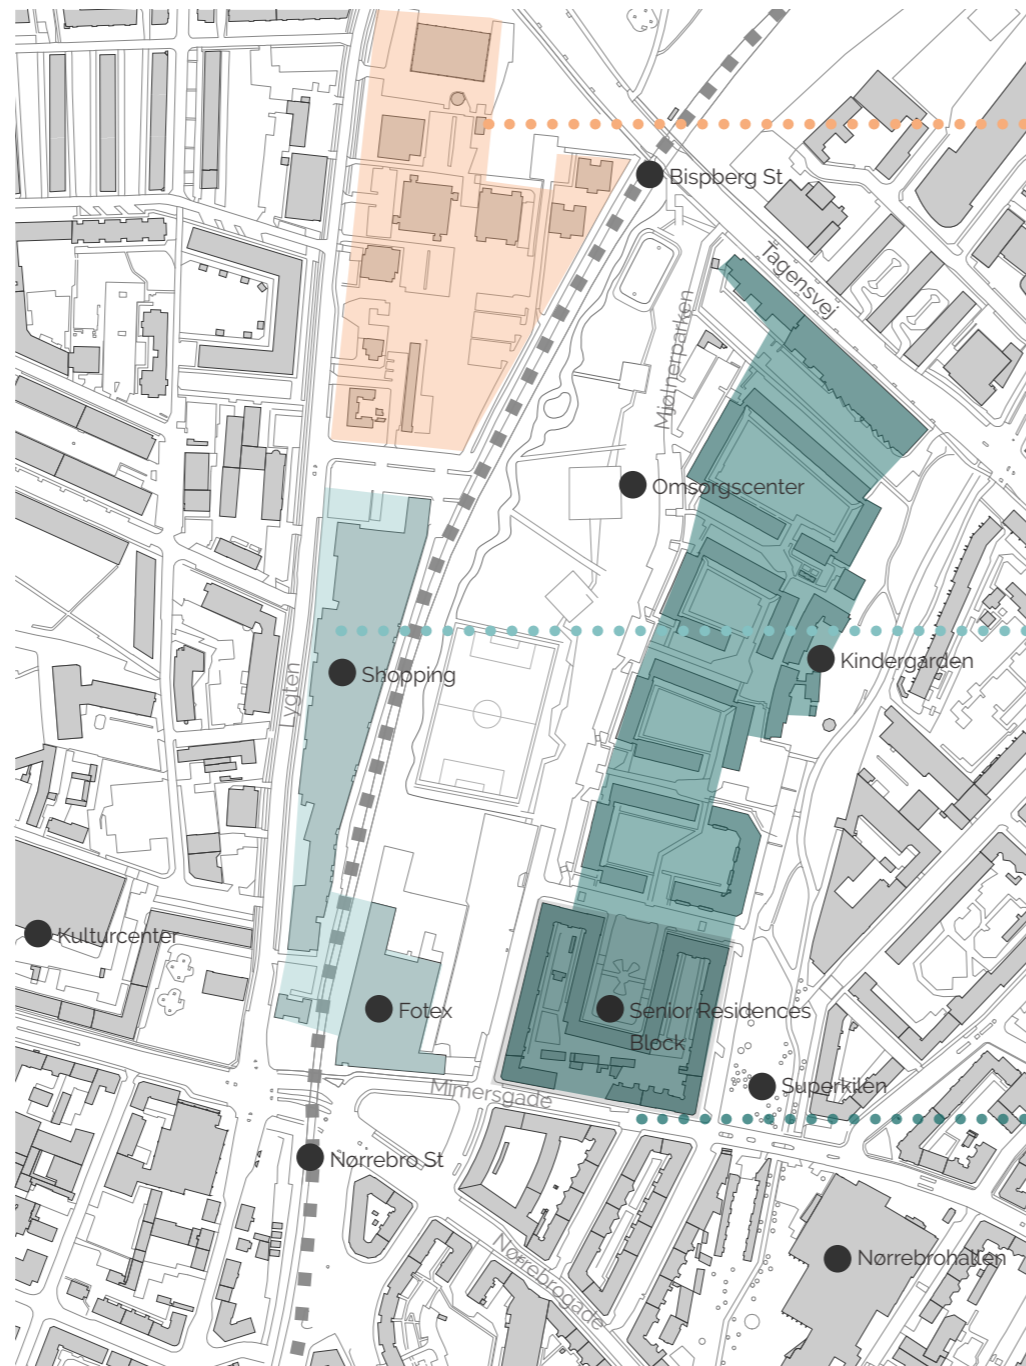 Bispberg St
Tagensvej
Mjølnerparken
Omsorgscenter
Kindergarden
Shopping
Lygten
Kulturcenter
Fotex
Senior Residences
Block
Superkilen
Mimersgade
Nørrebro St
Nørrebrogade
Nørrebrohallen